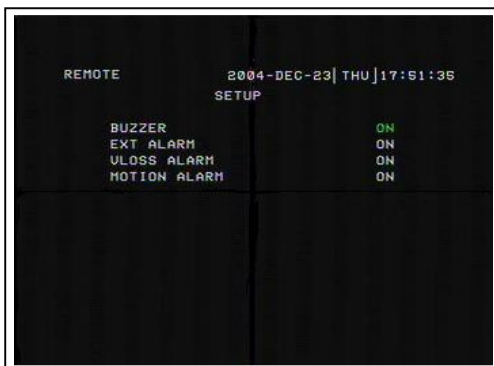 REMOTE 2004-DEC-23|THU|17:51:35
SETUP
BUZZER ON
EXT ALARM ON
VLOSS ALARM ON
MOTION ALARM ON